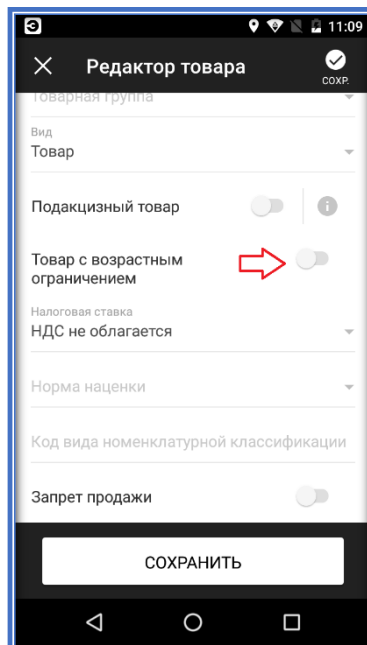 Э 11:09
Редактор товара
СОХР.
Товарная группа
Вид
Товар
Подакцизный товар
Товар с возрастным
ограничением
Налоговая ставка
НДС не облагается
Норма наценки
Код вида номенклатурной классификации
Запрет продажи
СОХРАНИТЬ